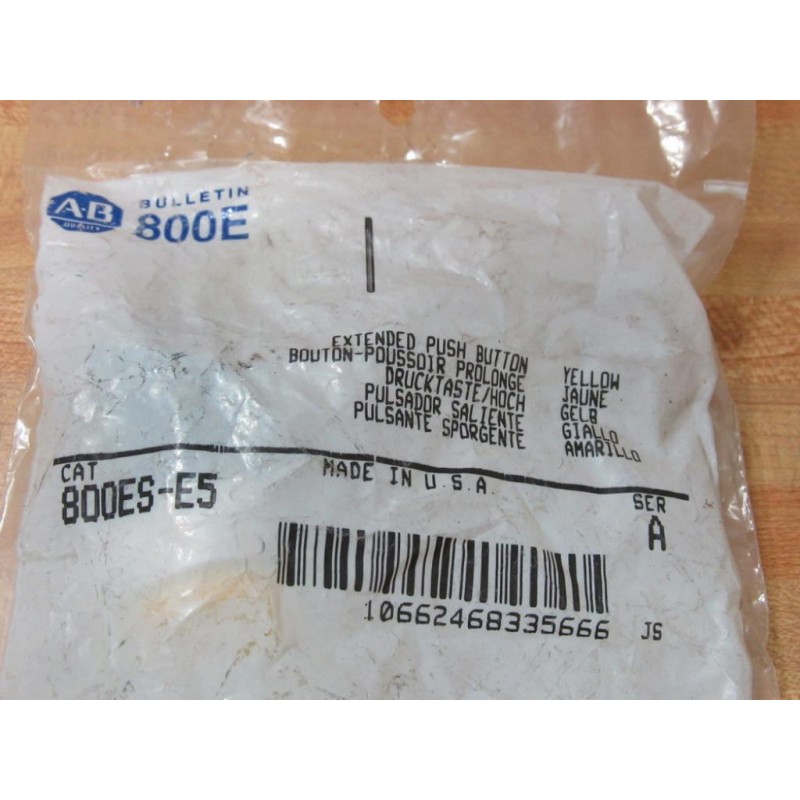 A-B
QUALITY
BULLETIN
800E
EXTENDED PUSH BUTTON YELLOW
BOUTON-POUSSOIR PROLONGE JAUNE
DRUCKTASTE/HOCH GELB
PULSADOR SALIENTE GIALLO
PULSANTE SPORGENTE AMARILLO
CAT
800ES-E5
MADE IN U.S.A.
SER
A
10662468335666
JS